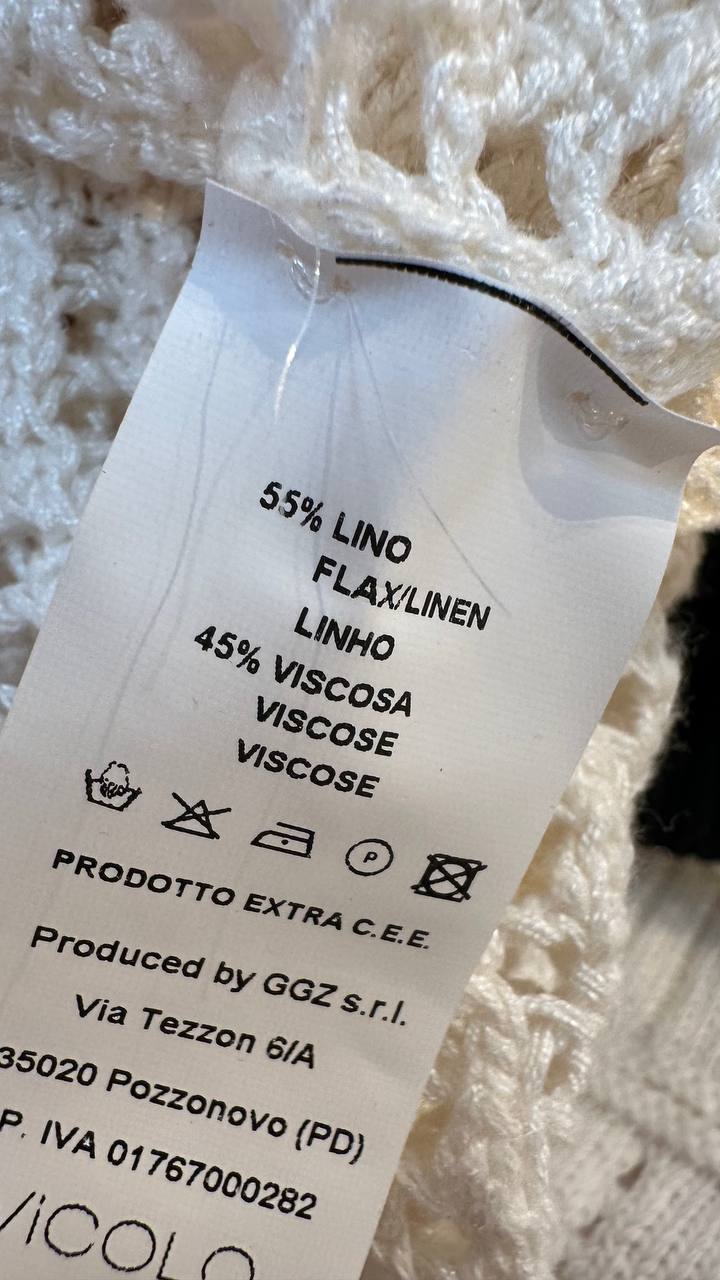 55% LINO
FLAX/LINEN
LINHO
45% VISCOSA
VISCOSE
VISCOSE
P
PRODOTTO EXTRA C.E.E.
Produced by GGZ s.r.l.
Via Tezzon 6/A
35020 Pozzonovo (PD)
P. IVA 01767000282
ViCOLO